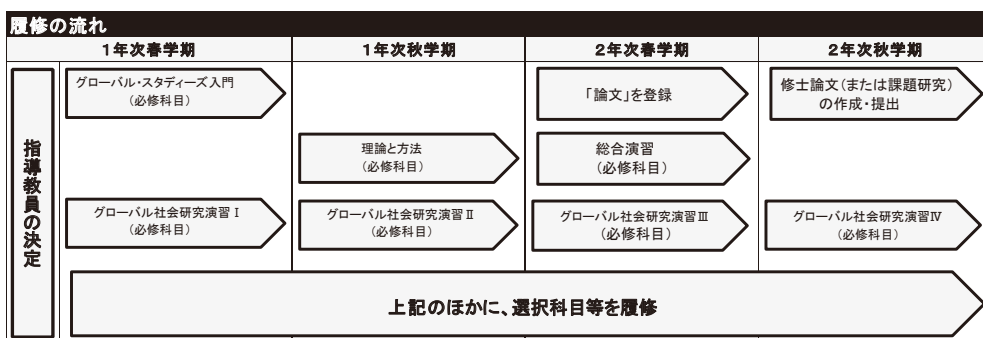 履修の流れ
1年次春学期
1年次秋学期
2年次春学期
2年次秋学期
指導教員の決定
グローバル・スタディーズ入門
(必修科目)
「論文」を登録
修士論文(または課題研究)
の作成・提出
理論と方法
(必修科目)
総合演習
(必修科目)
グローバル社会研究演習Ⅰ
(必修科目)
グローバル社会研究演習Ⅱ
(必修科目)
グローバル社会研究演習Ⅲ
(必修科目)
グローバル社会研究演習Ⅳ
(必修科目)
上記のほかに、選択科目等を履修